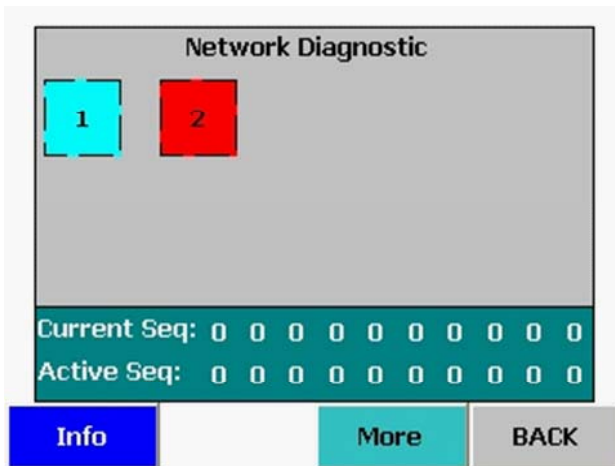 Network Diagnostic
1 2
Current Seq: 0 0 0 0 0 0 0 0 0 0
Active Seq: 0 0 0 0 0 0 0 0 0 0
Info More BACK